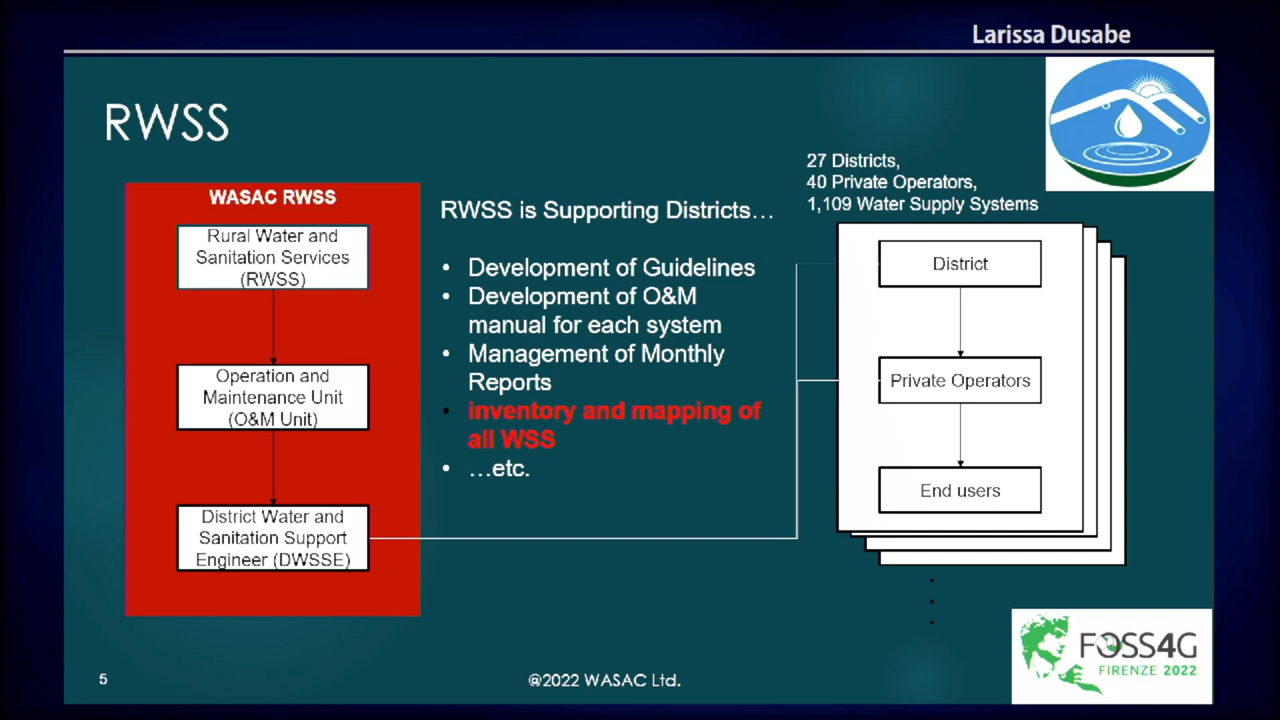 Larissa Dusabe
RWSS
WASAC RWSS
Rural Water and
Sanitation Services
(RWSS)
Operation and
Maintenance Unit
(O&M Unit)
District Water and
Sanitation Support
Engineer (DWSSE)
RWSS is Supporting Districts…
• Development of Guidelines
• Development of O&M
manual for each system
• Management of Monthly
Reports
• inventory and mapping of
all WSS
• …etc.
27 Districts,
40 Private Operators,
1,109 Water Supply Systems
District
Private Operators
End users
5
@2022 WASAC Ltd.
FOSS4G
FIRENZE 2022